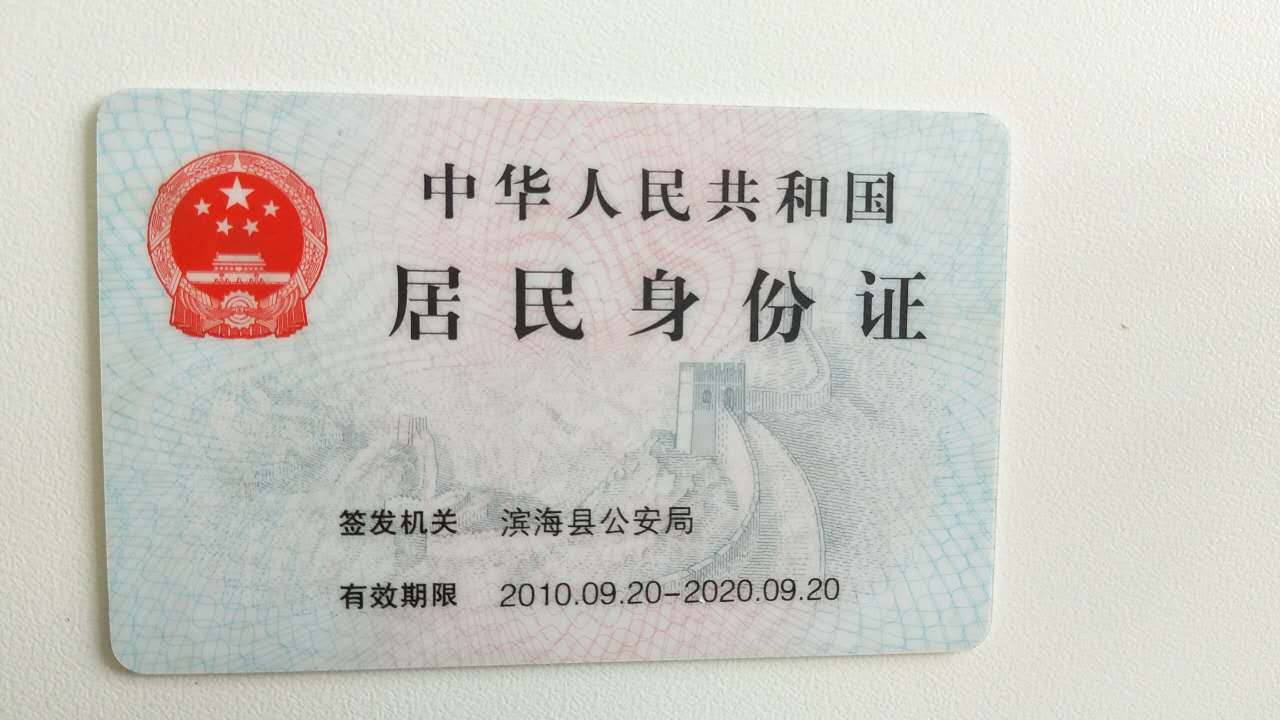 中华人民共和国
居民身份证
签发机关 滨海县公安局
有效期限 2010.09.20-2020.09.20